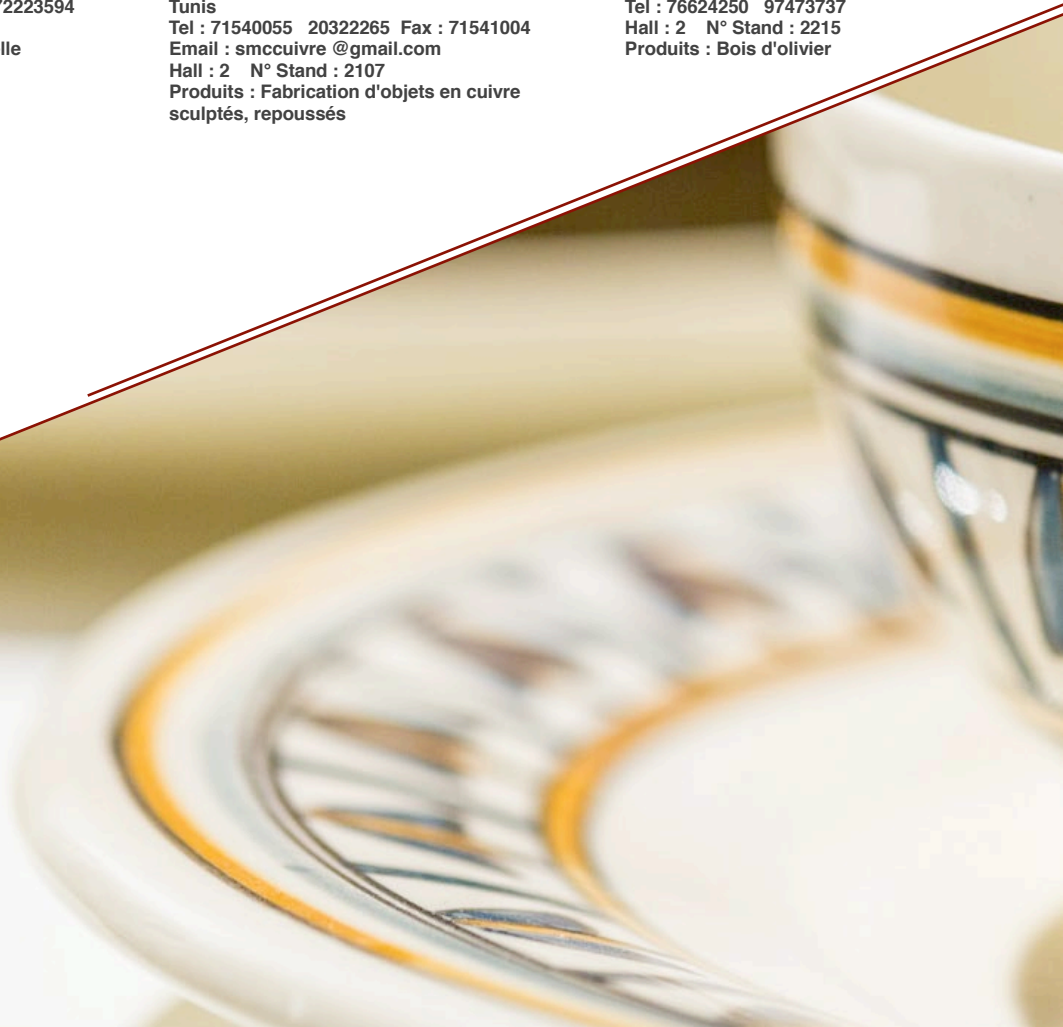 72223594
lle
Tunis
Tel : 71540055 20322265 Fax : 71541004
Email : smccuivre @gmail.com
Hall : 2 N° Stand : 2107
Produits : Fabrication d'objets en cuivre
sculptés, repoussés
Tel : 76624250 97473737
Hall : 2 N° Stand : 2215
Produits : Bois d'olivier